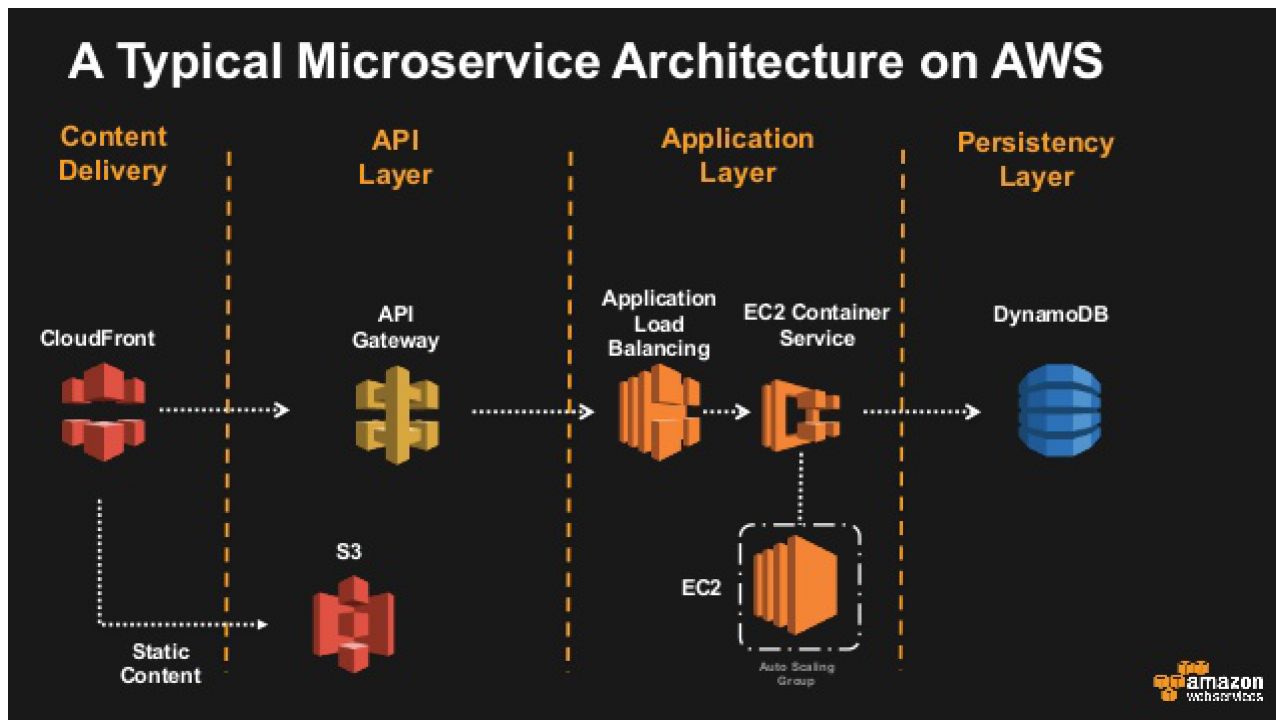 A Typical Microservice Architecture on AWS
Content
Delivery
API
Layer
Application
Layer
Persistency
Layer
CloudFront
API
Gateway
Application
Load
Balancing
EC2 Container
Service
DynamoDB
S3
Static
Content
EC2
Auto Scaling
Group
amazon
webservices